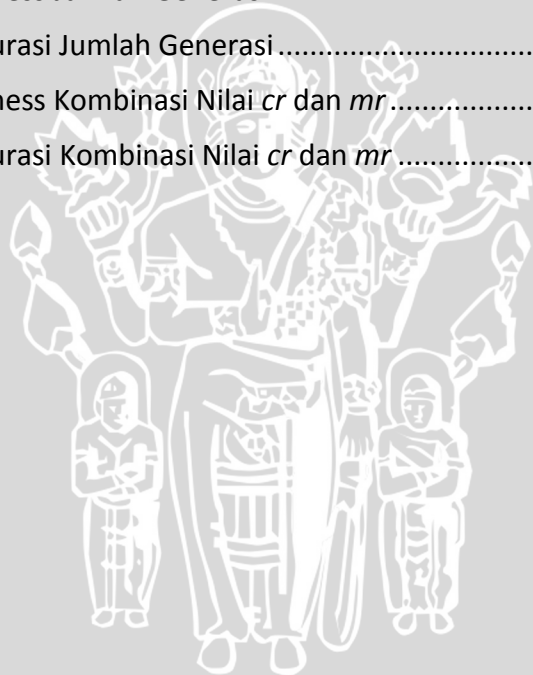 urasi Jumlah Generasi..............................
ness Kombinasi Nilai cr dan mr.................
urasi Kombinasi Nilai cr dan mr ................